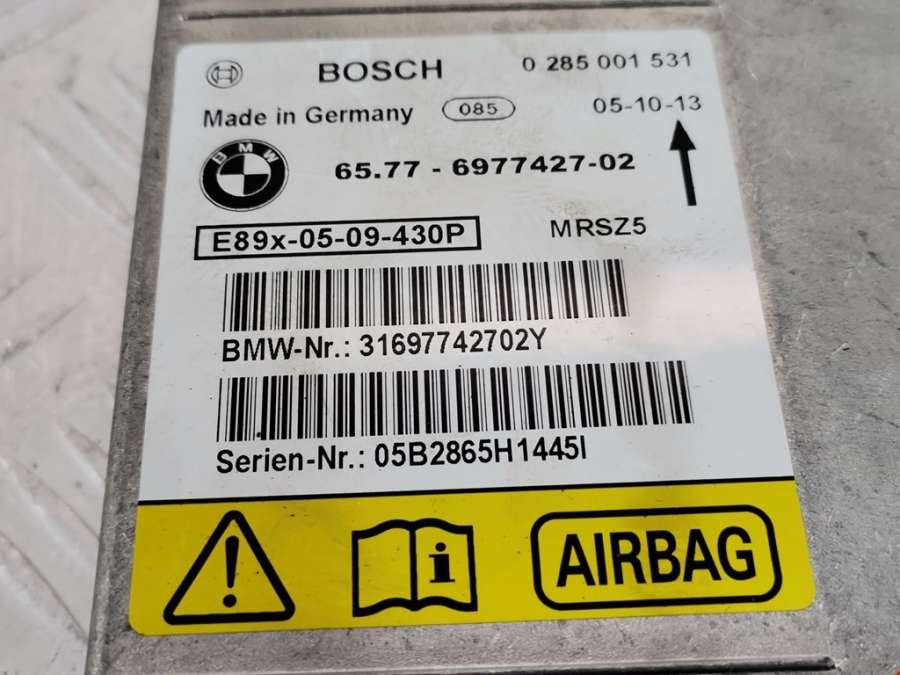 BOSCH 0 285 001 531
Made in Germany 085 05-10-13
BMW
65.77 - 6977427-02
E89x-05-09-430P MRSZ5
BMW-Nr.: 31697742702Y
Serien-Nr.: 05B2865H1445I
! i AIRBAG